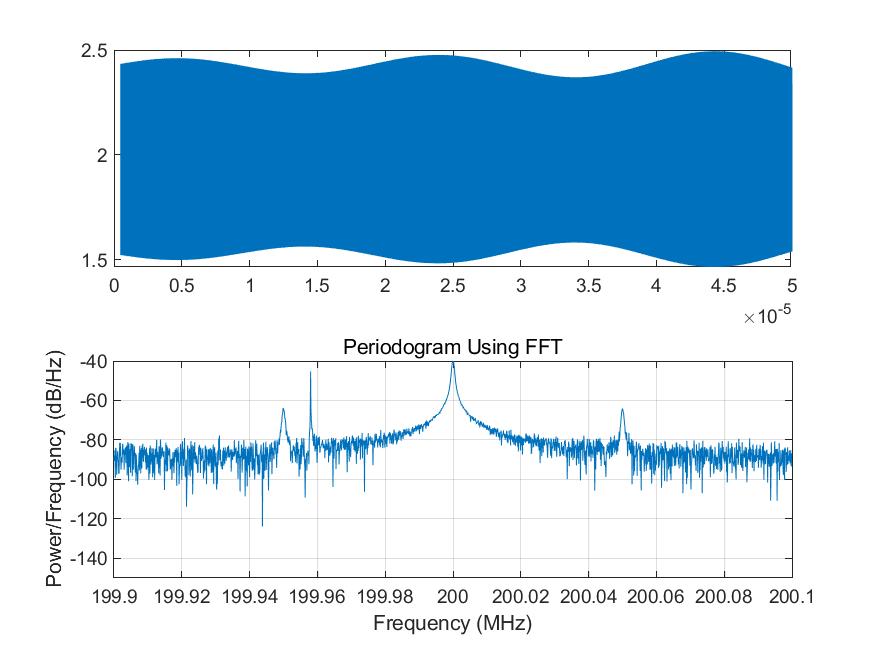 2.5
2
1.5
0 0.5 1 1.5 2 2.5 3 3.5 4 4.5 5
×10⁻⁵
Periodogram Using FFT
Power/Frequency (dB/Hz)
-40
-60
-80
-100
-120
-140
199.9 199.92 199.94 199.96 199.98 200 200.02 200.04 200.06 200.08 200.1
Frequency (MHz)